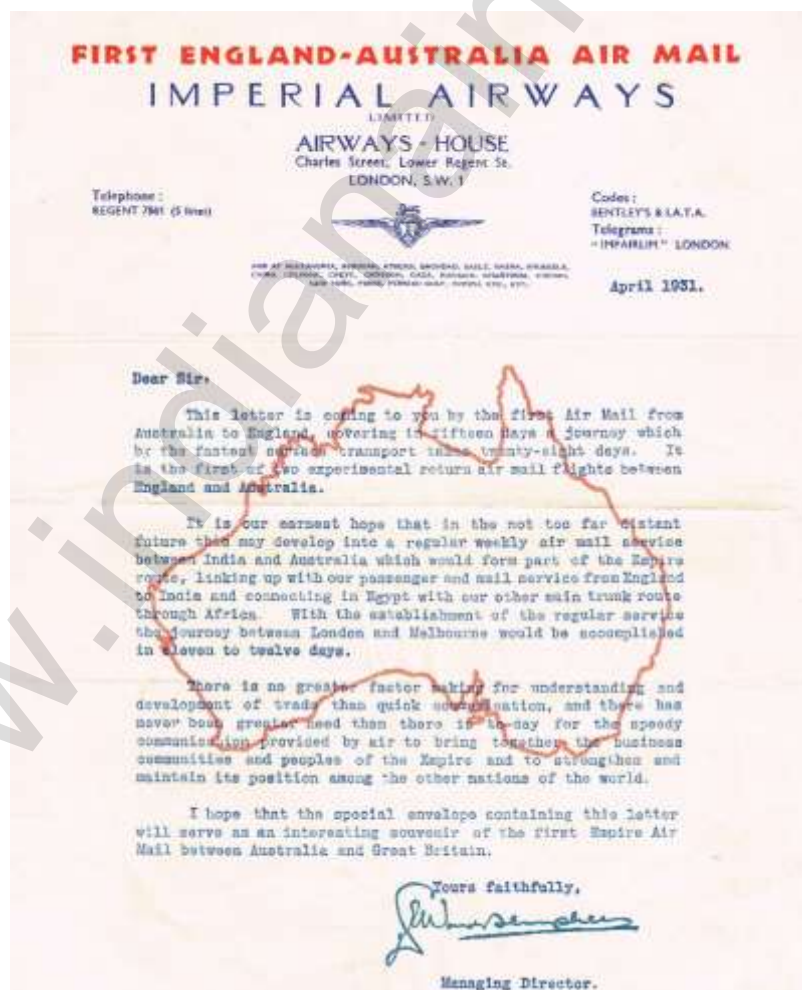 FIRST ENGLAND-AUSTRALIA AIR MAIL
IMPERIAL AIRWAYS
LIMITED
AIRWAYS - HOUSE
Charles Street, Lower Regent St.
LONDON, S.W. 1
Telephone :
REGENT 7861 (5 lines)
Codes :
BENTLEY'S & I.A.T.A.
Telegrams :
"IMPAIRLIM" LONDON
April 1931.
Dear Sir,
This letter is coming to you by the first Air Mail from
Australia to England, covering in fifteen days a journey which
by the fastest surface transport takes twenty-eight days. It
is the first of two experimental return air mail flights between
England and Australia.
It is our earnest hope that in the not too far distant
future this may develop into a regular weekly air mail service
between India and Australia which would form part of the Empire
route, linking up with our passenger and mail service from England
to India and connecting in Egypt with our other main trunk route
through Africa. With the establishment of the regular service
the journey between London and Melbourne would be accomplished
in eleven to twelve days.
There is no greater factor making for understanding and
development of trade than quick communication, and there has
never been greater need than there is to-day for the speedy
communication provided by air to bring together the business
communities and peoples of the Empire and to strengthen and
maintain its position among the other nations of the world.
I hope that the special envelope containing this letter
will serve as an interesting souvenir of the first Empire Air
Mail between Australia and Great Britain.
Yours faithfully,
Managing Director.
www.indianair